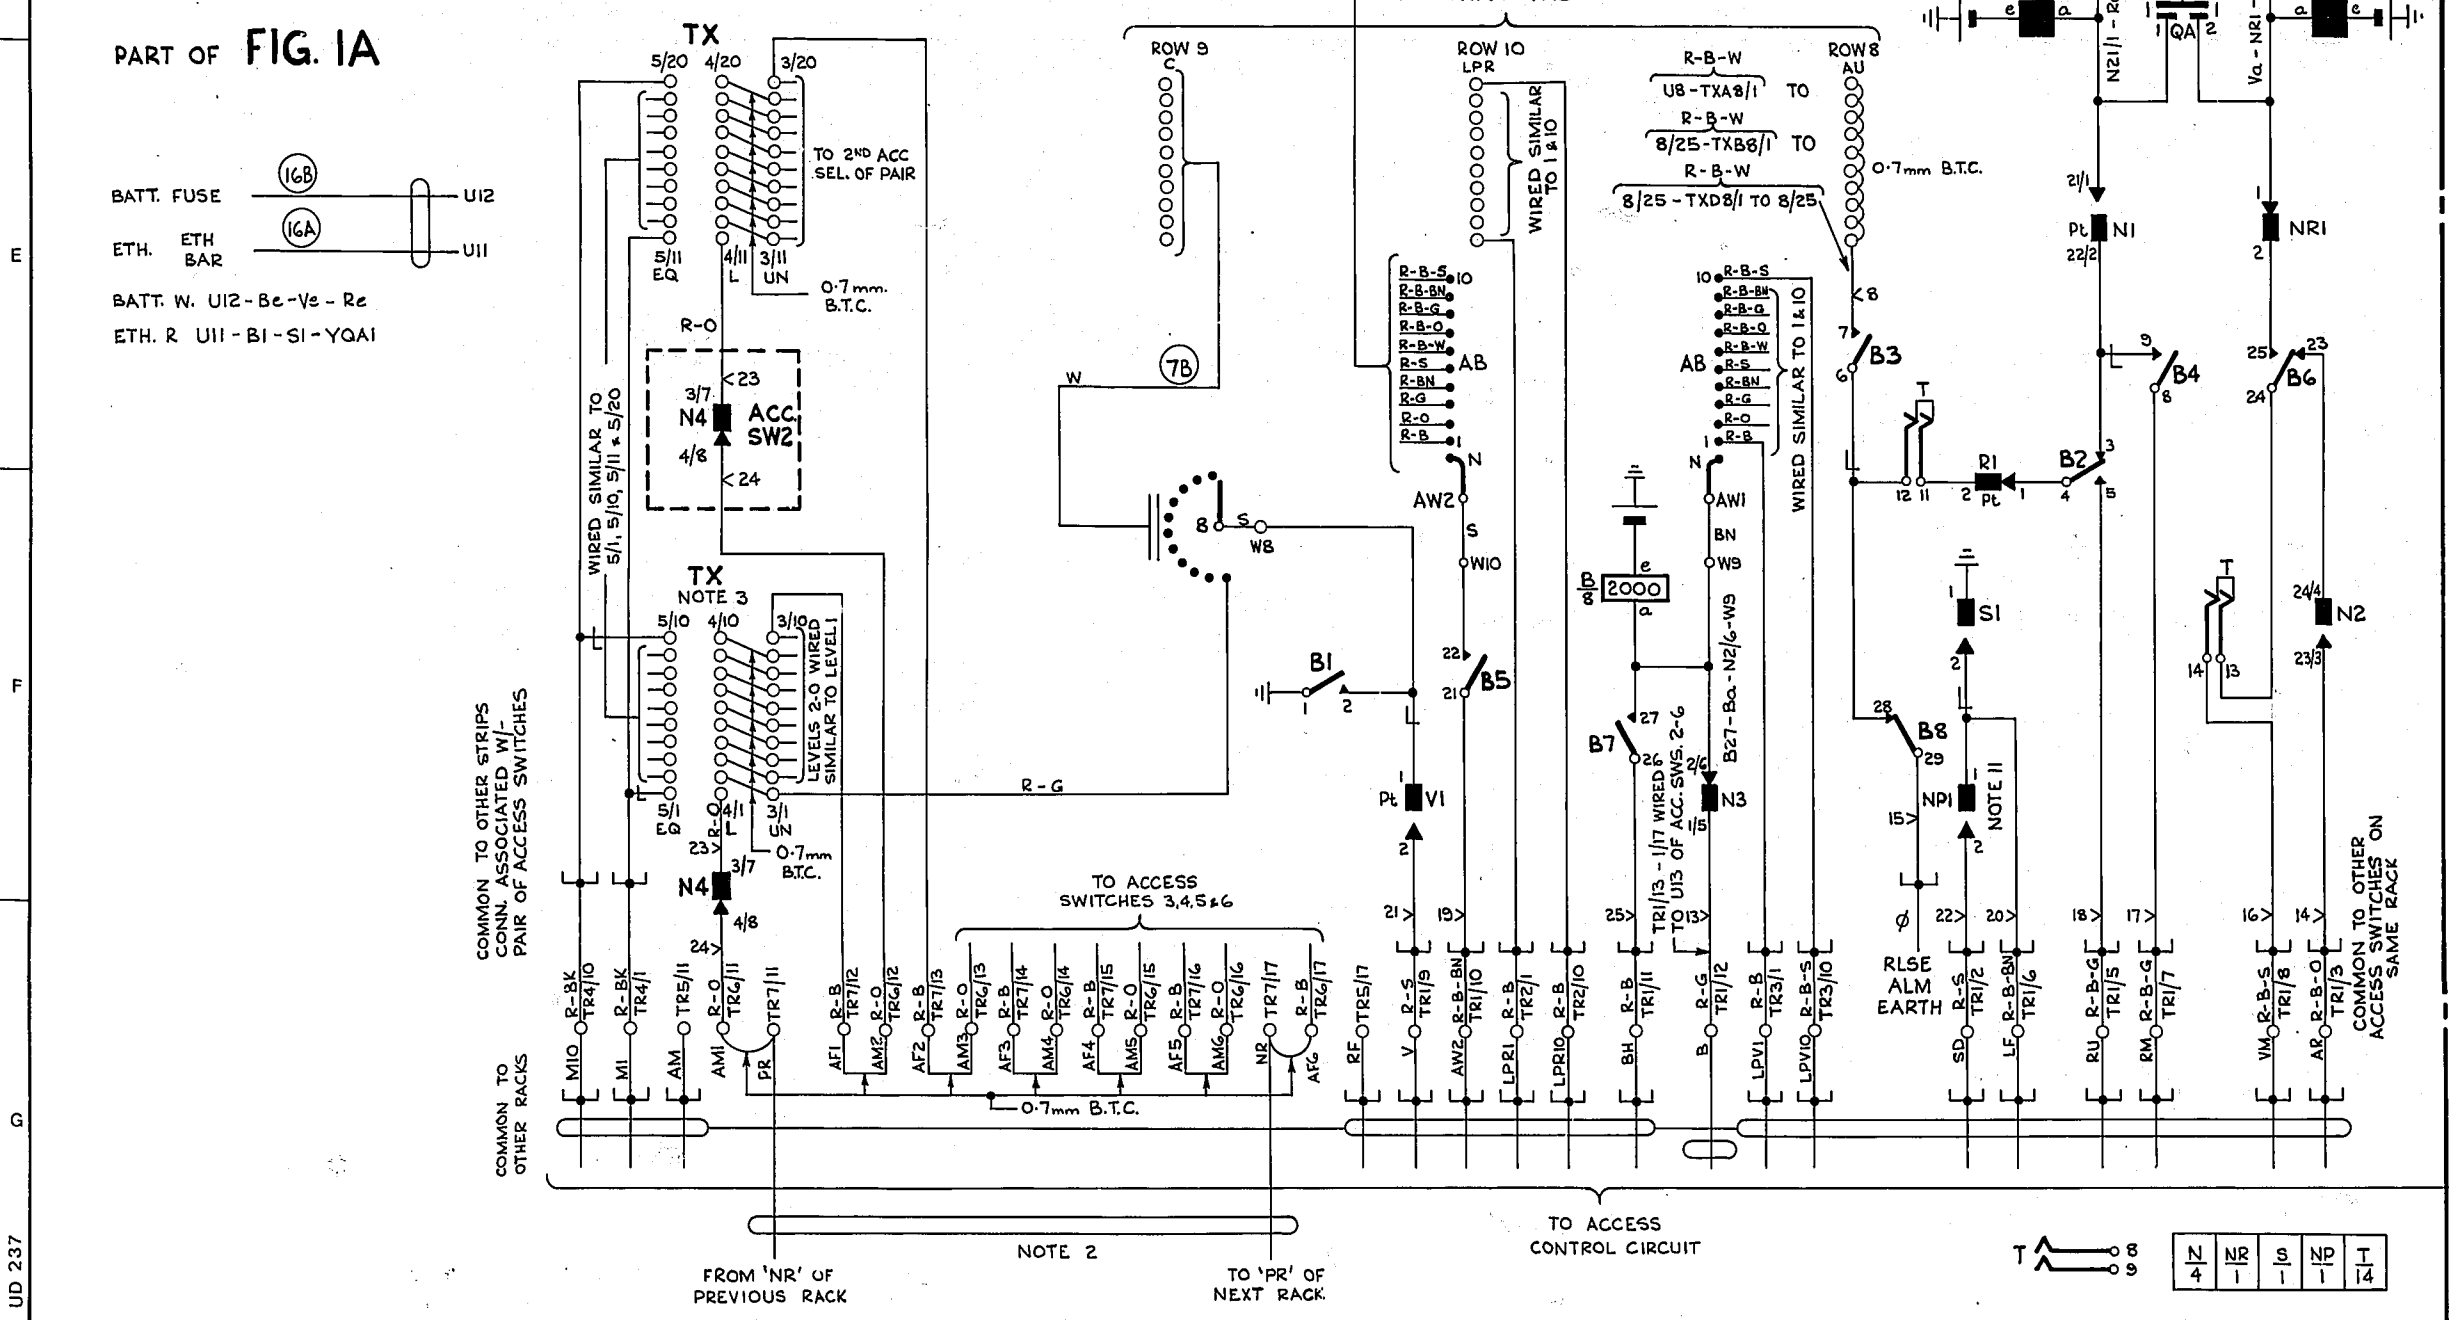 PART OF FIG. 1A
BATT. FUSE
16B
U12
ETH.
ETH BAR
16A
U11
BATT. W. U12-Be-Ve-Re
ETH. R U11-B1-S1-YQA1
E
F
G
UD 237
TX
5/20 4/20 3/20
TO 2ND ACC
SEL. OF PAIR
5/11 4/11 3/11
EQ L UN
0.7mm.
B.T.C.
R-O
23
3/7
N4
ACC.
SW2
4/8
24
WIRED SIMILAR TO
5/1, 5/10, 5/11 & 5/20
TX
NOTE 3
5/10 4/10 3/10
LEVELS 2-0 WIRED
SIMILAR TO LEVEL 1
5/1 4/1 3/1
EQ L UN
R-O
23
3/7
0.7mm
B.T.C.
N4
4/8
24
COMMON TO OTHER STRIPS
CONN. ASSOCIATED W/-
PAIR OF ACCESS SWITCHES
COMMON TO
OTHER RACKS
ROW 9
C
7B
W
R-G
8
S
W8
ROW 10
LPR
WIRED SIMILAR
TO 1 & 10
R-B-S 10
R-B-BN
R-B-G
R-B-O
R-B-W
R-S
R-BN
R-G
R-O
R-B 1
AB
N
AW2
S
W10
22
21
B5
B1
1 2
1
Pt V1
2
R-B-W
U8-TXA8/1 TO
R-B-W
8/25-TXB8/1 TO
R-B-W
8/25-TXD8/1 TO 8/25
ROW 8
AU
0.7mm B.T.C.
10 R-B-S
R-B-BN
R-B-G
R-B-O
R-B-W
R-S
R-BN
R-G
R-O
1 R-B
AB
N
WIRED SIMILAR TO 1 & 10
AW1
BN
W9
B/8
2000
e
a
B27-Ba-N2/6-W9
B7
27
26
2/6
N3
1/5
TR1/13-1/17 WIRED
TO U13 OF ACC. SWS. 2-6
8
7
6
B3
T
12 11
R1
2 Pt 1
B2
3
4 5
28
B8
29
15
1
S1
2
1
NP1
2
NOTE 11
e a
N21/1-R
1 1
1 QA 2
Va-NR1-
a e
21/1
Pt N1
22/2
1
NR1
2
9
B4
8
25 23
B6
24
T
14 13
24/4
N2
23/3
COMMON TO OTHER
ACCESS SWITCHES ON
SAME RACK
TO ACCESS
SWITCHES 3,4,5 & 6
21 19 25 13 22 20 18 17 16 14
Ø
RLSE
ALM
EARTH
M10 R-BK TR4/10
M1 R-BK TR4/1
AM TR5/11
AM1 R-O TR6/11
PR TR7/11
AF1 R-B TR7/12
AM2 R-O TR6/12
AF2 R-B TR7/13
AM3 R-O TR6/13
AF3 R-B TR7/14
AM4 R-O TR6/14
AF4 R-B TR7/15
AM5 R-O TR6/15
AF5 R-B TR7/16
AM6 R-O TR6/16
NR TR7/17
AF6 R-B TR6/17
RF TR5/17
V R-S TR1/9
AW2 R-B-BN TR1/10
LPR1 R-B TR2/1
LPR10 R-B TR2/10
BH R-B TR1/11
B R-G TR1/12
LPV1 R-B TR3/1
LPV10 R-B-S TR3/10
SD R-S TR1/2
LF R-B-BN TR1/6
RU R-B-G TR1/5
RM R-B-G TR1/7
VM R-B-S TR1/8
AR R-B-O TR1/3
0.7mm B.T.C.
NOTE 2
FROM 'NR' OF
PREVIOUS RACK
TO 'PR' OF
NEXT RACK
TO ACCESS
CONTROL CIRCUIT
T 8
9
N/4 NR/1 S/1 NP/1 T/14